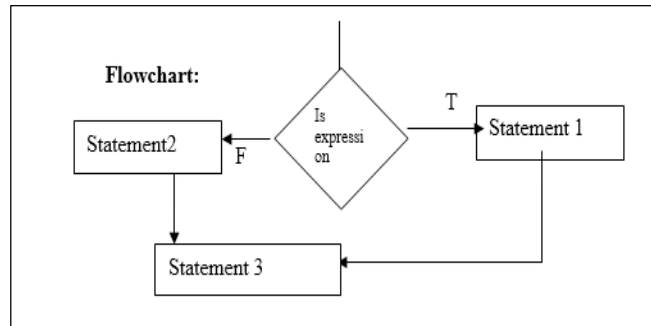 Flowchart:
Is
expressi
on
T
Statement 1
Statement2
F
Statement 3